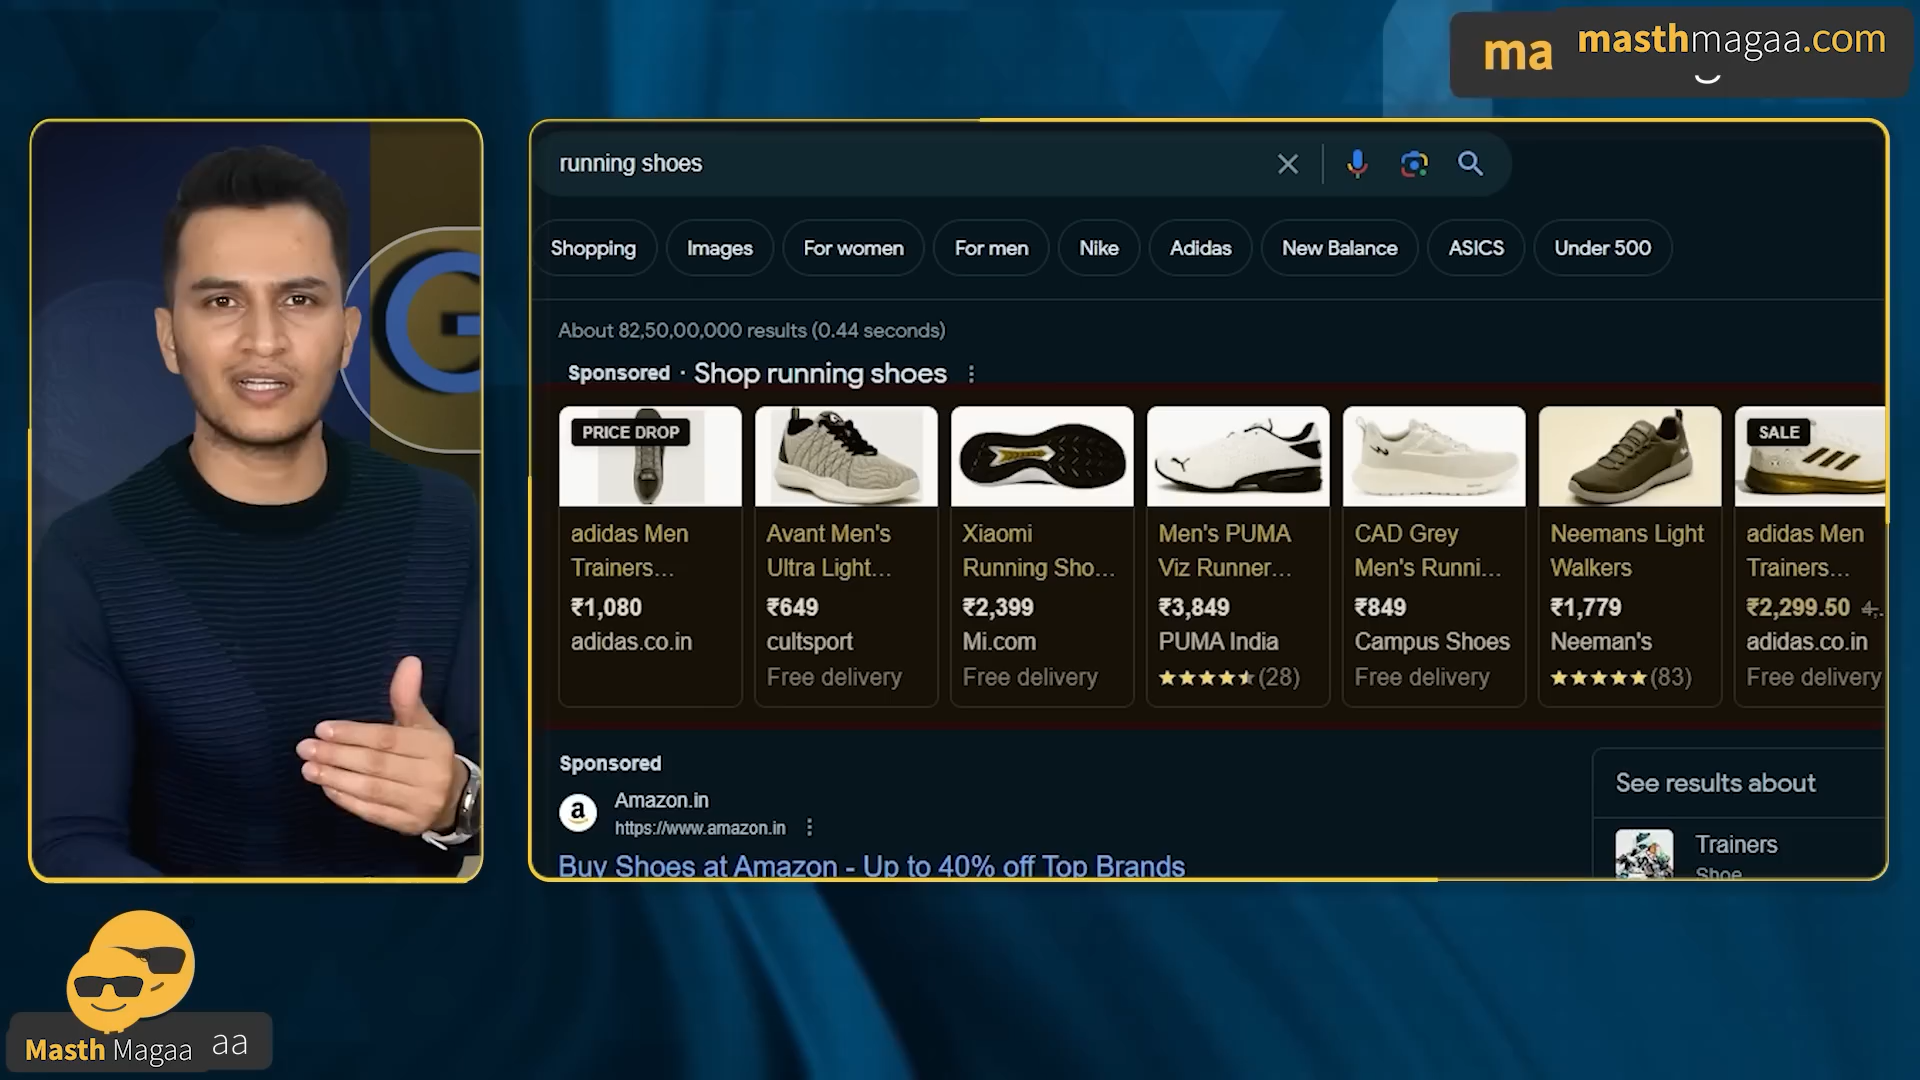 ma masthmagaa.com
running shoes
Shopping Images For women For men Nike Adidas New Balance ASICS Under 500
About 82,50,00,000 results (0.44 seconds)
Sponsored · Shop running shoes
PRICE DROP
SALE
adidas Men
Trainers...
₹1,080
adidas.co.in
Avant Men's
Ultra Light...
₹649
cultsport
Free delivery
Xiaomi
Running Sho...
₹2,399
Mi.com
Free delivery
Men's PUMA
Viz Runner...
₹3,849
PUMA India
(28)
CAD Grey
Men's Runni...
₹849
Campus Shoes
Free delivery
Neemans Light
Walkers
₹1,779
Neeman's
(83)
adidas Men
Trainers...
₹2,299.50 4,.
adidas.co.in
Free delivery
Sponsored
a
Amazon.in
https://www.amazon.in
Buy Shoes at Amazon - Up to 40% off Top Brands
See results about
Trainers
Shoe
G
Masth Magaa aa